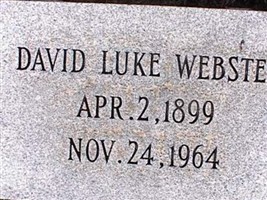 DAVID LUKE WEBSTE
APR. 2, 1899
NOV. 24, 1964